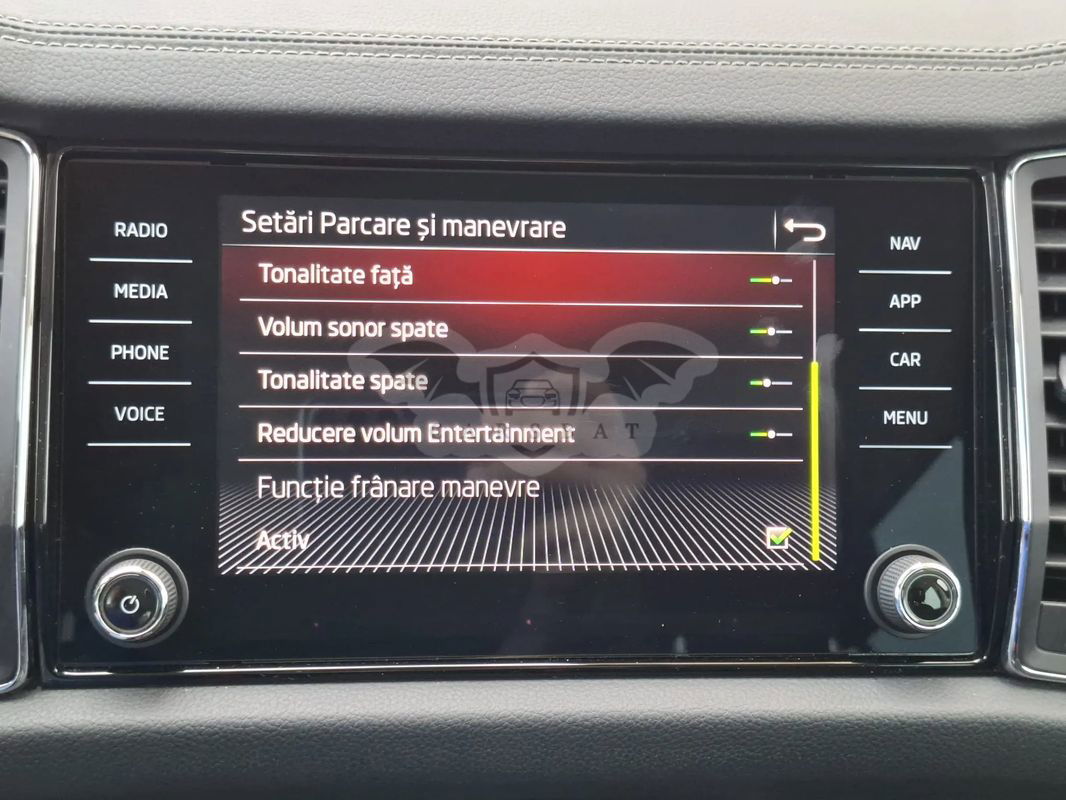 RADIO
MEDIA
PHONE
VOICE
Setări Parcare și manevrare
Tonalitate față
Volum sonor spate
Tonalitate spate
Reducere volum Entertainment
Funcție frânare manevre
Activ
NAV
APP
CAR
MENU